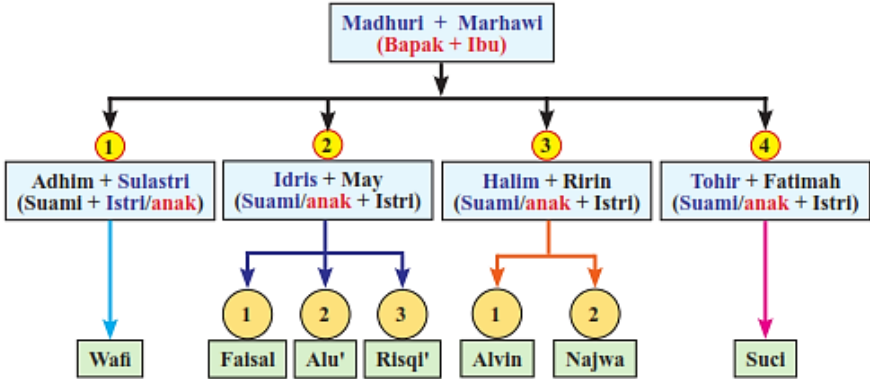 Madhuri + Marhawi
(Bapak + Ibu)
1
2
3
4
Adhim + Sulastri
(Suami + Istri/anak)
Idris + May
(Suami/anak + Istri)
Halim + Ririn
(Suami/anak + Istri)
Tohir + Fatimah
(Suami/anak + Istri)
1
2
3
1
2
Wafi
Faisal
Alu'
Risqi'
Alvin
Najwa
Suci